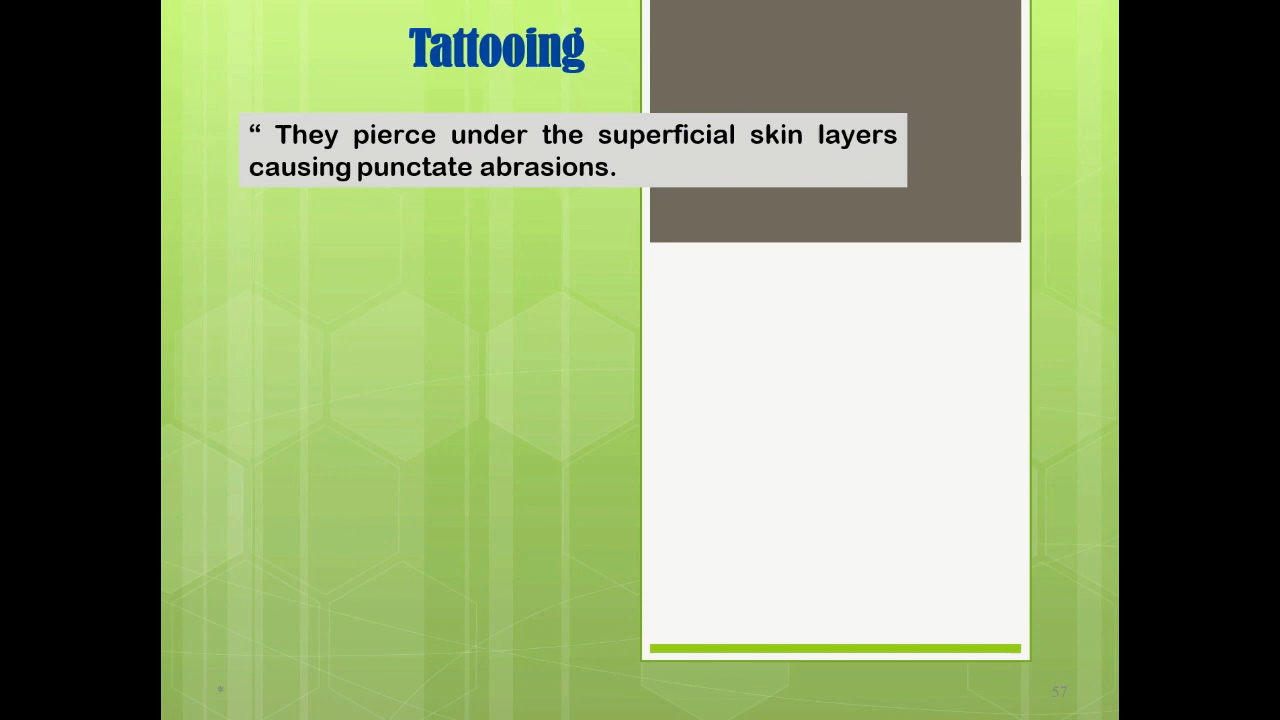 Tattooing
“ They pierce under the superficial skin layers
causing punctate abrasions.
57